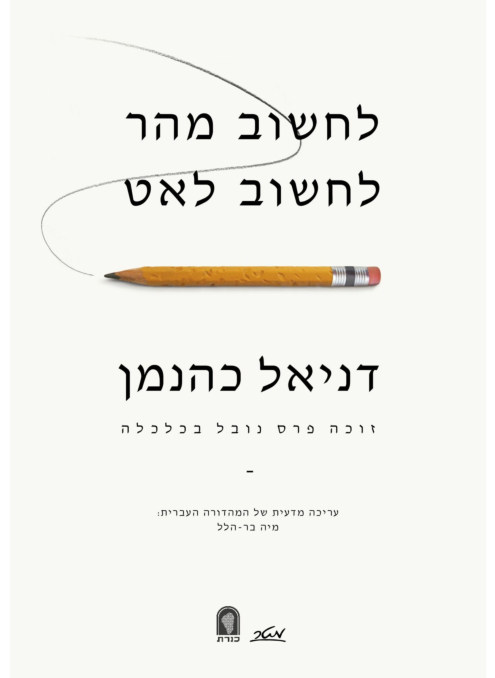 לחשוב מהר
לחשוב לאט
דניאל כהנמן
זוכה פרס נובל בכלכלה
-
עריכה מדעית של המהדורה העברית:
מיה בר-הלל
כנרת
מטר